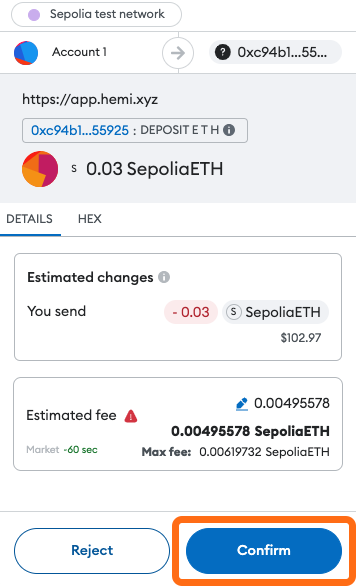 Sepolia test network
Account 1
? 0xc94b1...55...
https://app.hemi.xyz
0xc94b1...55925 : DEPOSIT E T H i
S 0.03 SepoliaETH
DETAILS HEX
Estimated changes i
You send - 0.03 S SepoliaETH
$102.97
0.00495578
Estimated fee
0.00495578 SepoliaETH
Market -60 sec Max fee: 0.00619732 SepoliaETH
Reject Confirm